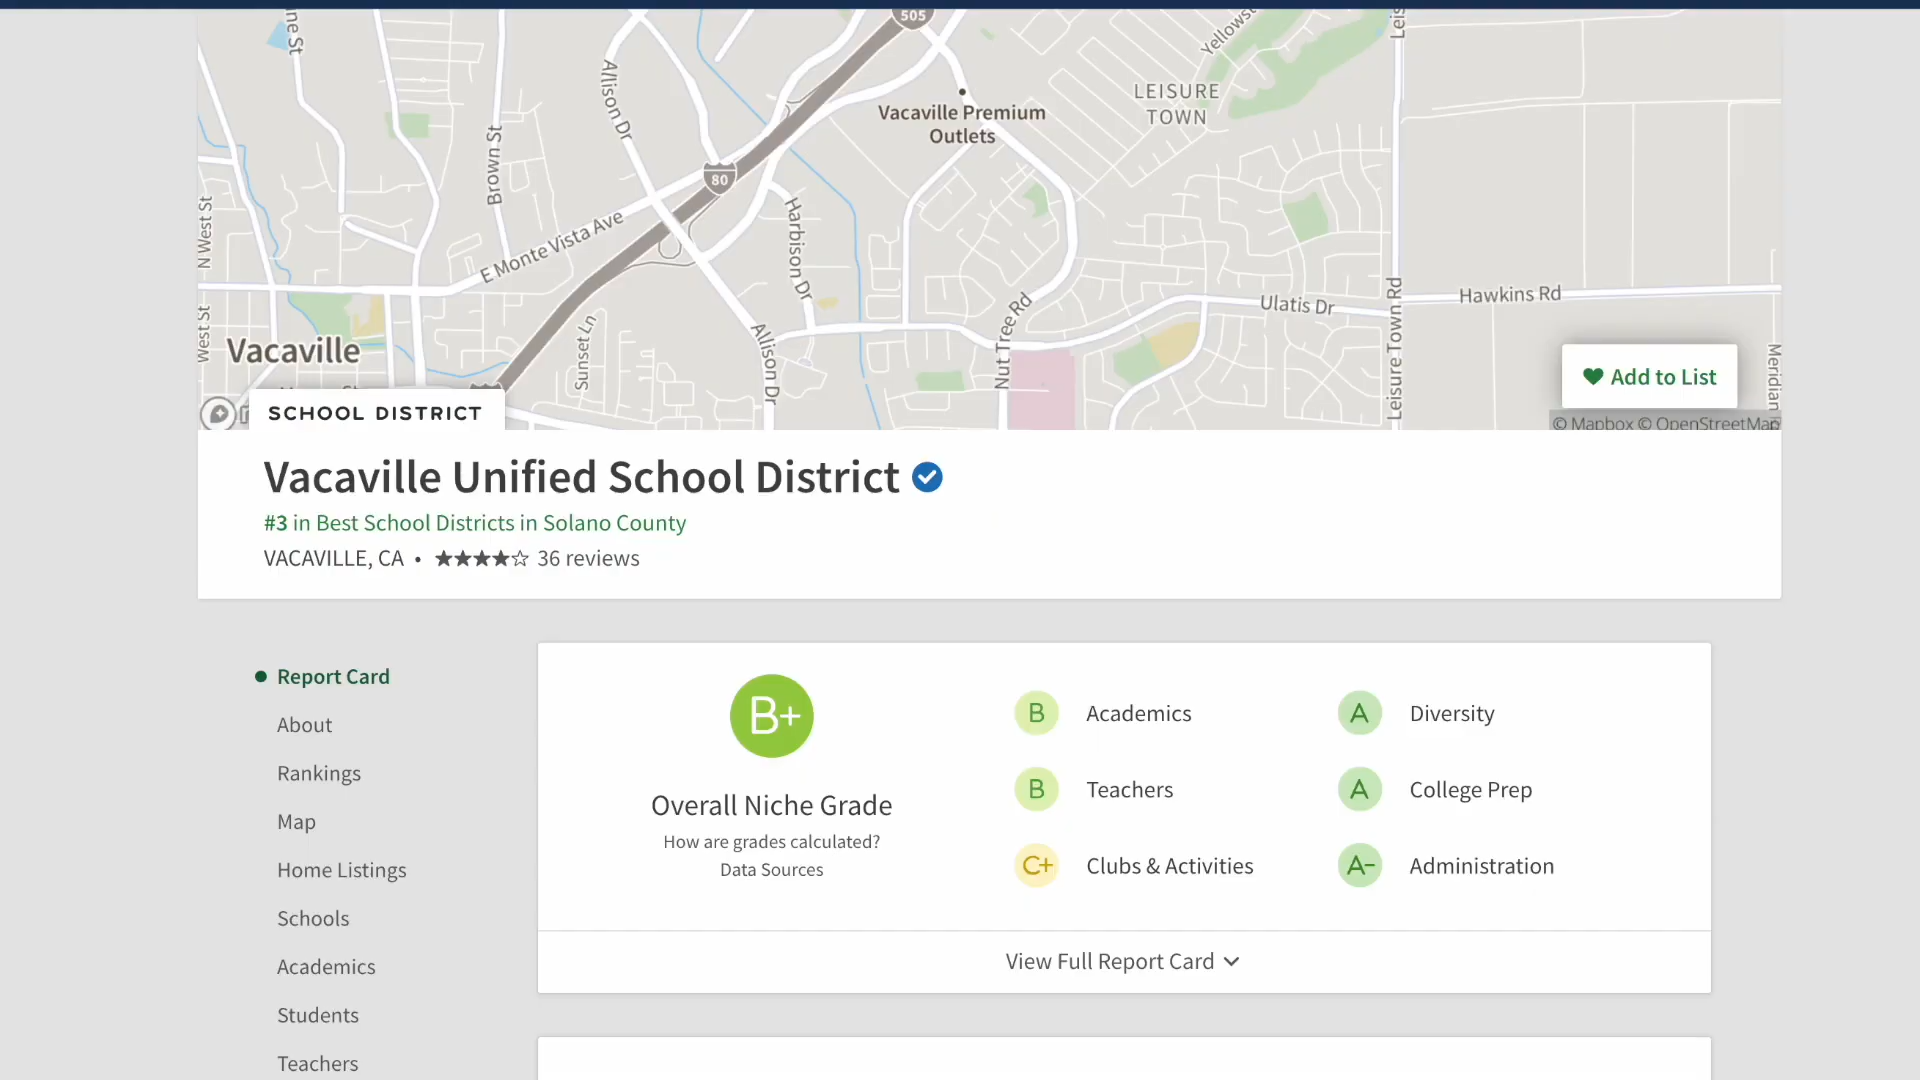 505
Yellowst
Leis
ne St
Allison Dr
LEISURE
TOWN
Vacaville Premium
Outlets
Brown St
80
N West St
E Monte Vista Ave
Harbison Dr
Nut Tree Rd
Ulatis Dr
Leisure Town Rd
Hawkins Rd
West St
Sunset Ln
Allison Dr
Vacaville
Meridian
Add to List
© Mapbox © OpenStreetMap
SCHOOL DISTRICT
Vacaville Unified School District
#3 in Best School Districts in Solano County
VACAVILLE, CA • ★★★★☆ 36 reviews
Report Card
About
Rankings
Map
Home Listings
Schools
Academics
Students
Teachers
B+
Overall Niche Grade
How are grades calculated?
Data Sources
B Academics
A Diversity
B Teachers
A College Prep
C+ Clubs & Activities
A- Administration
View Full Report Card